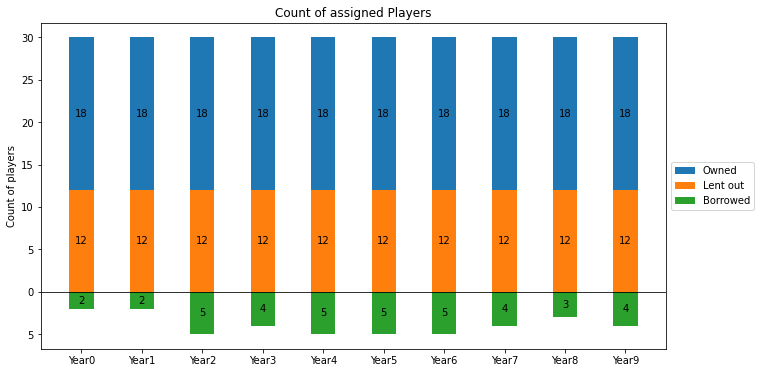 Count of assigned Players
Count of players
30
25
20
15
10
5
0
5
18 18 18 18 18 18 18 18 18 18
12 12 12 12 12 12 12 12 12 12
2 2 5 4 5 5 5 4 3 4
Year0 Year1 Year2 Year3 Year4 Year5 Year6 Year7 Year8 Year9
Owned
Lent out
Borrowed